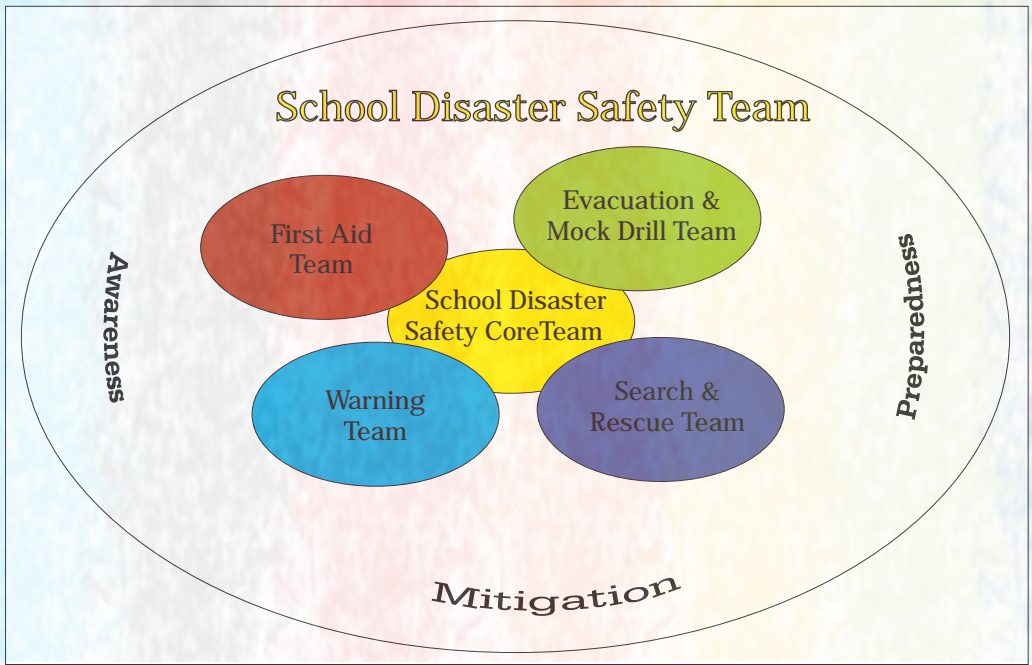 School Disaster Safety Team
First Aid
Team
Evacuation &
Mock Drill Team
School Disaster
Safety CoreTeam
Warning
Team
Search &
Rescue Team
Awareness
Preparedness
Mitigation